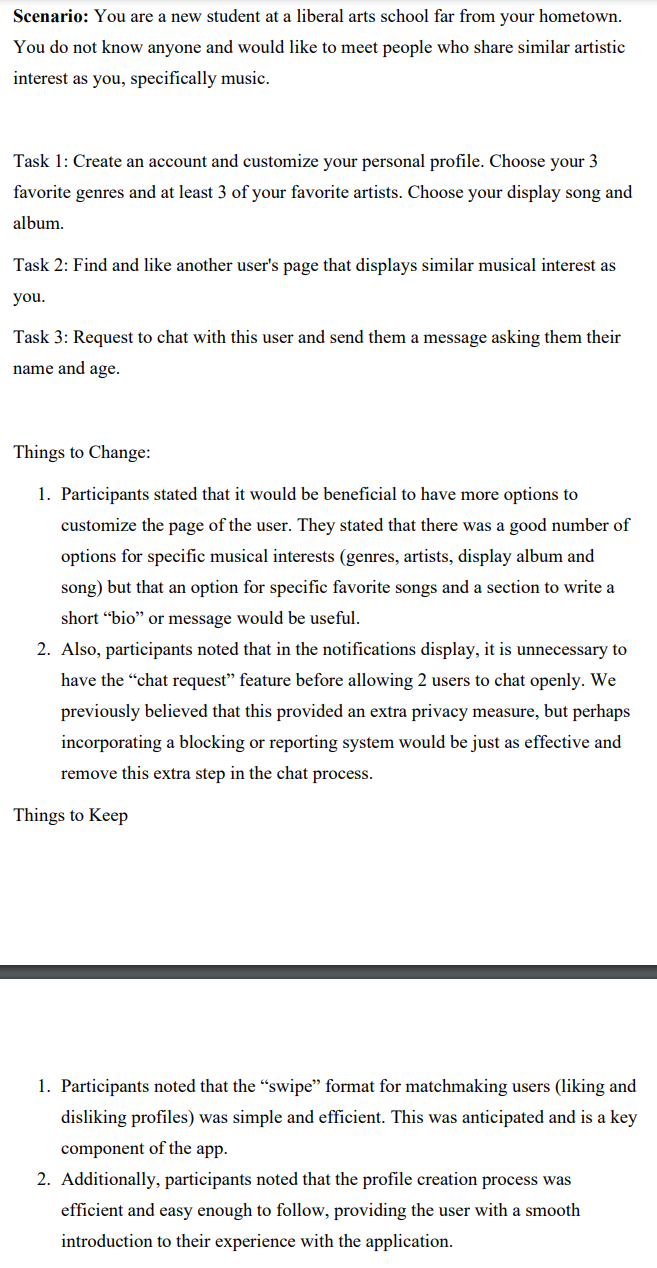 Scenario: You are a new student at a liberal arts school far from your hometown.
You do not know anyone and would like to meet people who share similar artistic
interest as you, specifically music.
Task 1: Create an account and customize your personal profile. Choose your 3
favorite genres and at least 3 of your favorite artists. Choose your display song and
album.
Task 2: Find and like another user's page that displays similar musical interest as
you.
Task 3: Request to chat with this user and send them a message asking them their
name and age.
Things to Change:
1. Participants stated that it would be beneficial to have more options to
customize the page of the user. They stated that there was a good number of
options for specific musical interests (genres, artists, display album and
song) but that an option for specific favorite songs and a section to write a
short “bio” or message would be useful.
2. Also, participants noted that in the notifications display, it is unnecessary to
have the “chat request” feature before allowing 2 users to chat openly. We
previously believed that this provided an extra privacy measure, but perhaps
incorporating a blocking or reporting system would be just as effective and
remove this extra step in the chat process.
Things to Keep
1. Participants noted that the “swipe” format for matchmaking users (liking and
disliking profiles) was simple and efficient. This was anticipated and is a key
component of the app.
2. Additionally, participants noted that the profile creation process was
efficient and easy enough to follow, providing the user with a smooth
introduction to their experience with the application.